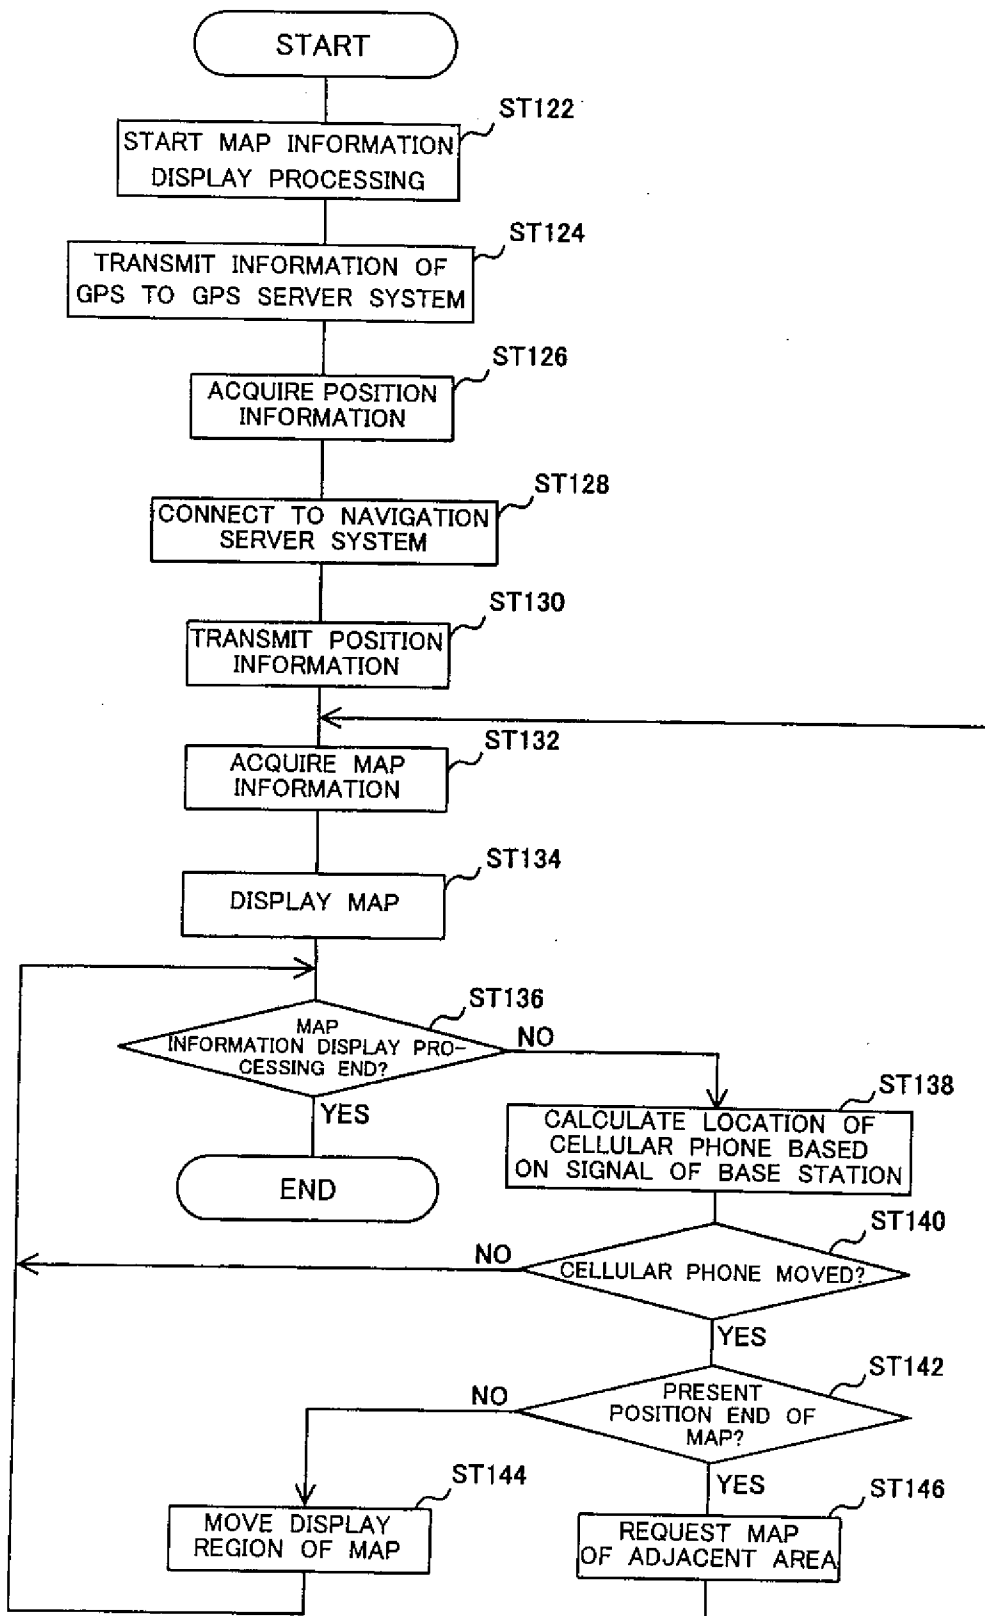 START
ST122
START MAP INFORMATION
DISPLAY PROCESSING
ST124
TRANSMIT INFORMATION OF
GPS TO GPS SERVER SYSTEM
ST126
ACQUIRE POSITION
INFORMATION
ST128
CONNECT TO NAVIGATION
SERVER SYSTEM
ST130
TRANSMIT POSITION
INFORMATION
ST132
ACQUIRE MAP
INFORMATION
ST134
DISPLAY MAP
ST136
MAP
INFORMATION DISPLAY PRO-
CESSING END?
NO
YES
END
ST138
CALCULATE LOCATION OF
CELLULAR PHONE BASED
ON SIGNAL OF BASE STATION
ST140
NO
CELLULAR PHONE MOVED?
YES
ST142
NO
PRESENT
POSITION END OF
MAP?
YES
ST144
MOVE DISPLAY
REGION OF MAP
ST146
REQUEST MAP
OF ADJACENT AREA